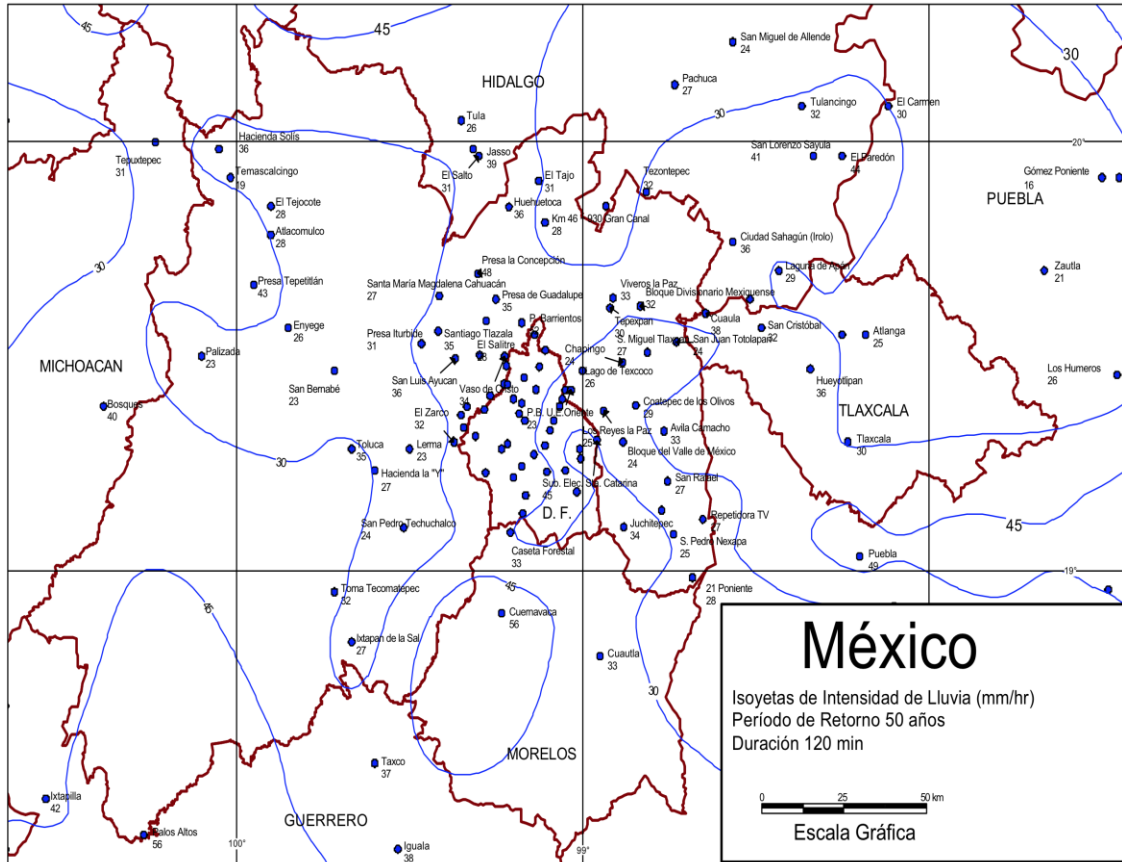 45
45
San Miguel de Allende
24
30
HIDALGO
Pachuca
27
30
Tulancingo
32
El Carmen
30
Tula
26
20°
Hacienda Solís
36
Tepuxtepec
31
Jasso
39
El Salto
31
San Lorenzo Sayula
41
El Paredón
44
Temascalcingo
19
El Tajo
31
Tezontepec
32
Gómez Poniente
16
PUEBLA
El Tejocote
28
Huehuetoca
36
Km 46 - 930 Gran Canal
28
Atlacomulco
28
Ciudad Sahagún (Irolo)
36
30
Presa la Concepción
48
Laguna de Apan
29
Zautla
21
Presa Tepetitlán
43
Santa María Magdalena Cahuacán
27
Presa de Guadalupe
35
Viveros la Paz
33
Bloque Divisionario Mexiquense
32
Enyege
26
P. Barrientos
Tepexpan
30
Cuaula
38
San Cristóbal
32
Atlanga
25
Presa Iturbide
31
Santiago Tlazala
35
El Salitre
Chapingo
24
S. Miguel Tlaxpan
27
San Juan Totolapan
24
MICHOACAN
Palizada
23
San Bernabé
23
San Luis Ayucan
36
Lago de Texcoco
26
Hueyotlipan
36
Los Humeros
26
Vaso de Cristo
34
Bosques
40
El Zarco
32
P.B. U.E.Oriente
23
Coatepec de los Olivos
29
TLAXCALA
Los Reyes la Paz
25
Avila Camacho
33
Tlaxcala
30
30
Toluca
35
Lerma
23
Bloque del Valle de México
24
Hacienda la "Y"
27
Sub. Elec. Sta. Catarina
45
San Rafael
27
D. F.
San Pedro Techuchalco
24
Juchitepec
34
Repetidora TV
S. Pedro Nexapa
25
45
Caseta Forestal
33
Puebla
49
19°
45
Toma Tecomatepec
32
45
21 Poniente
28
Cuernavaca
56
Ixtapan de la Sal
27
Cuautla
33
30
México
Isoyetas de Intensidad de Lluvia (mm/hr)
Período de Retorno 50 años
Duración 120 min
0 25 50 km
Escala Gráfica
MORELOS
Taxco
37
Ixtapilla
42
GUERRERO
Palos Altos
56
Iguala
38
100°
99°